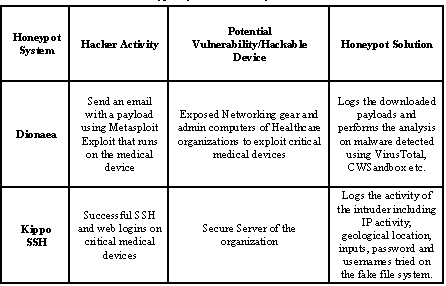 Honeypot
System
Hacker Activity
Potential
Vulnerability/Hackable
Device
Honeypot Solution
Dionaea
Send an email
with a payload
using Metasploit
Exploit that runs
on the medical
device
Exposed Networking gear and
admin computers of Healthcare
organizations to exploit critical
medical devices
Logs the downloaded
payloads and
performs the analysis
on malware detected
using VirusTotal,
CWSandbox etc.
Kippo
SSH
Successful SSH
and web logins on
critical medical
devices
Secure Server of the
organization
Logs the activity of
the intruder including
IP activity,
geological location,
inputs, password and
usernames tried on
the fake file system.